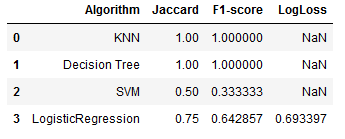 Algorithm Jaccard F1-score LogLoss
0 KNN 1.00 1.000000 NaN
1 Decision Tree 1.00 1.000000 NaN
2 SVM 0.50 0.333333 NaN
3 LogisticRegression 0.75 0.642857 0.693397